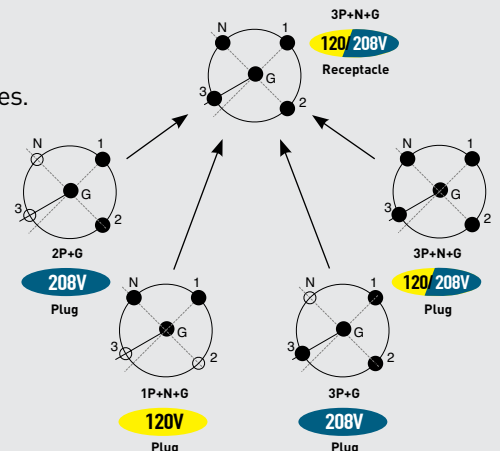 es.
3P+N+G
120/208V
Receptacle
N 1
G
3 2
N 1
G
3 2
2P+G
208V
Plug
N 1
G
3 2
3P+N+G
120/208V
Plug
N 1
G
3 2
1P+N+G
120V
Plug
N 1
G
3 2
3P+G
208V
Plug